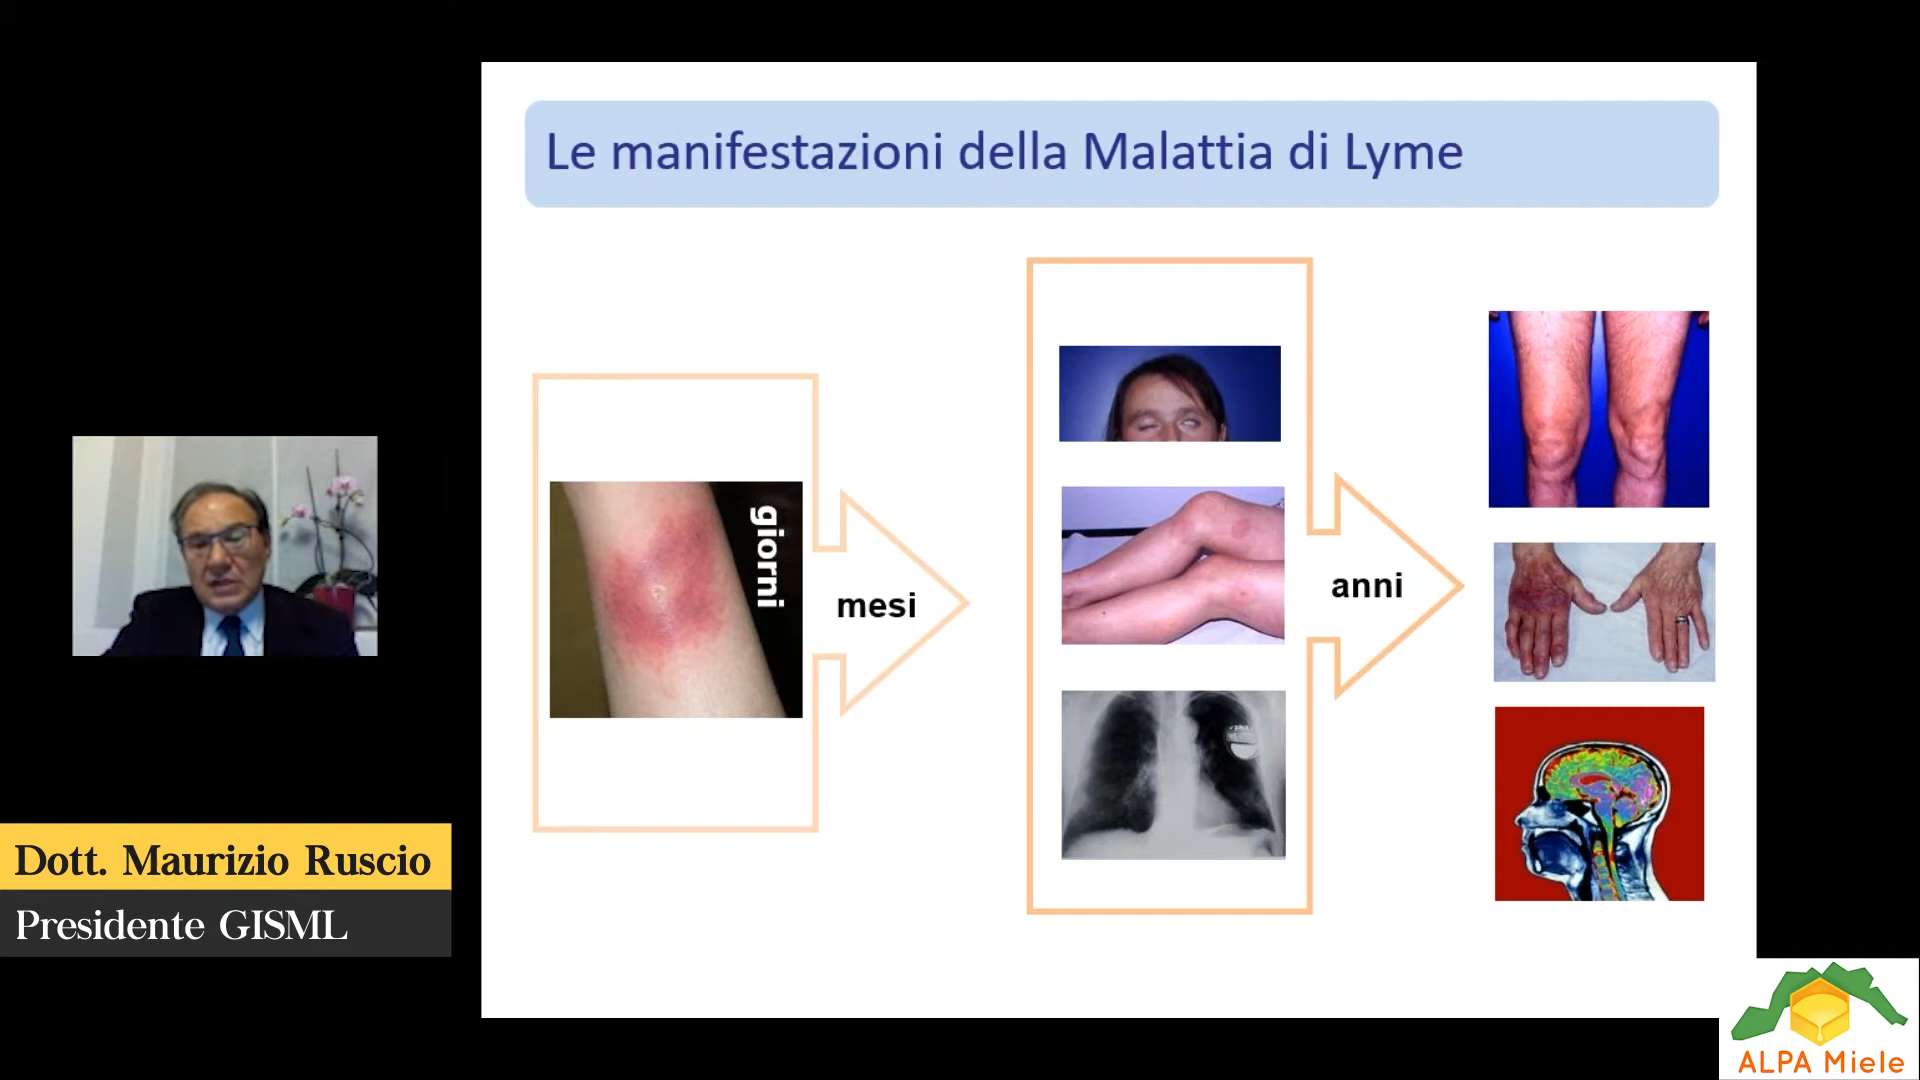 Le manifestazioni della Malattia di Lyme
giorni
mesi
anni
Dott. Maurizio Ruscio
Presidente GISML
ALPA Miele